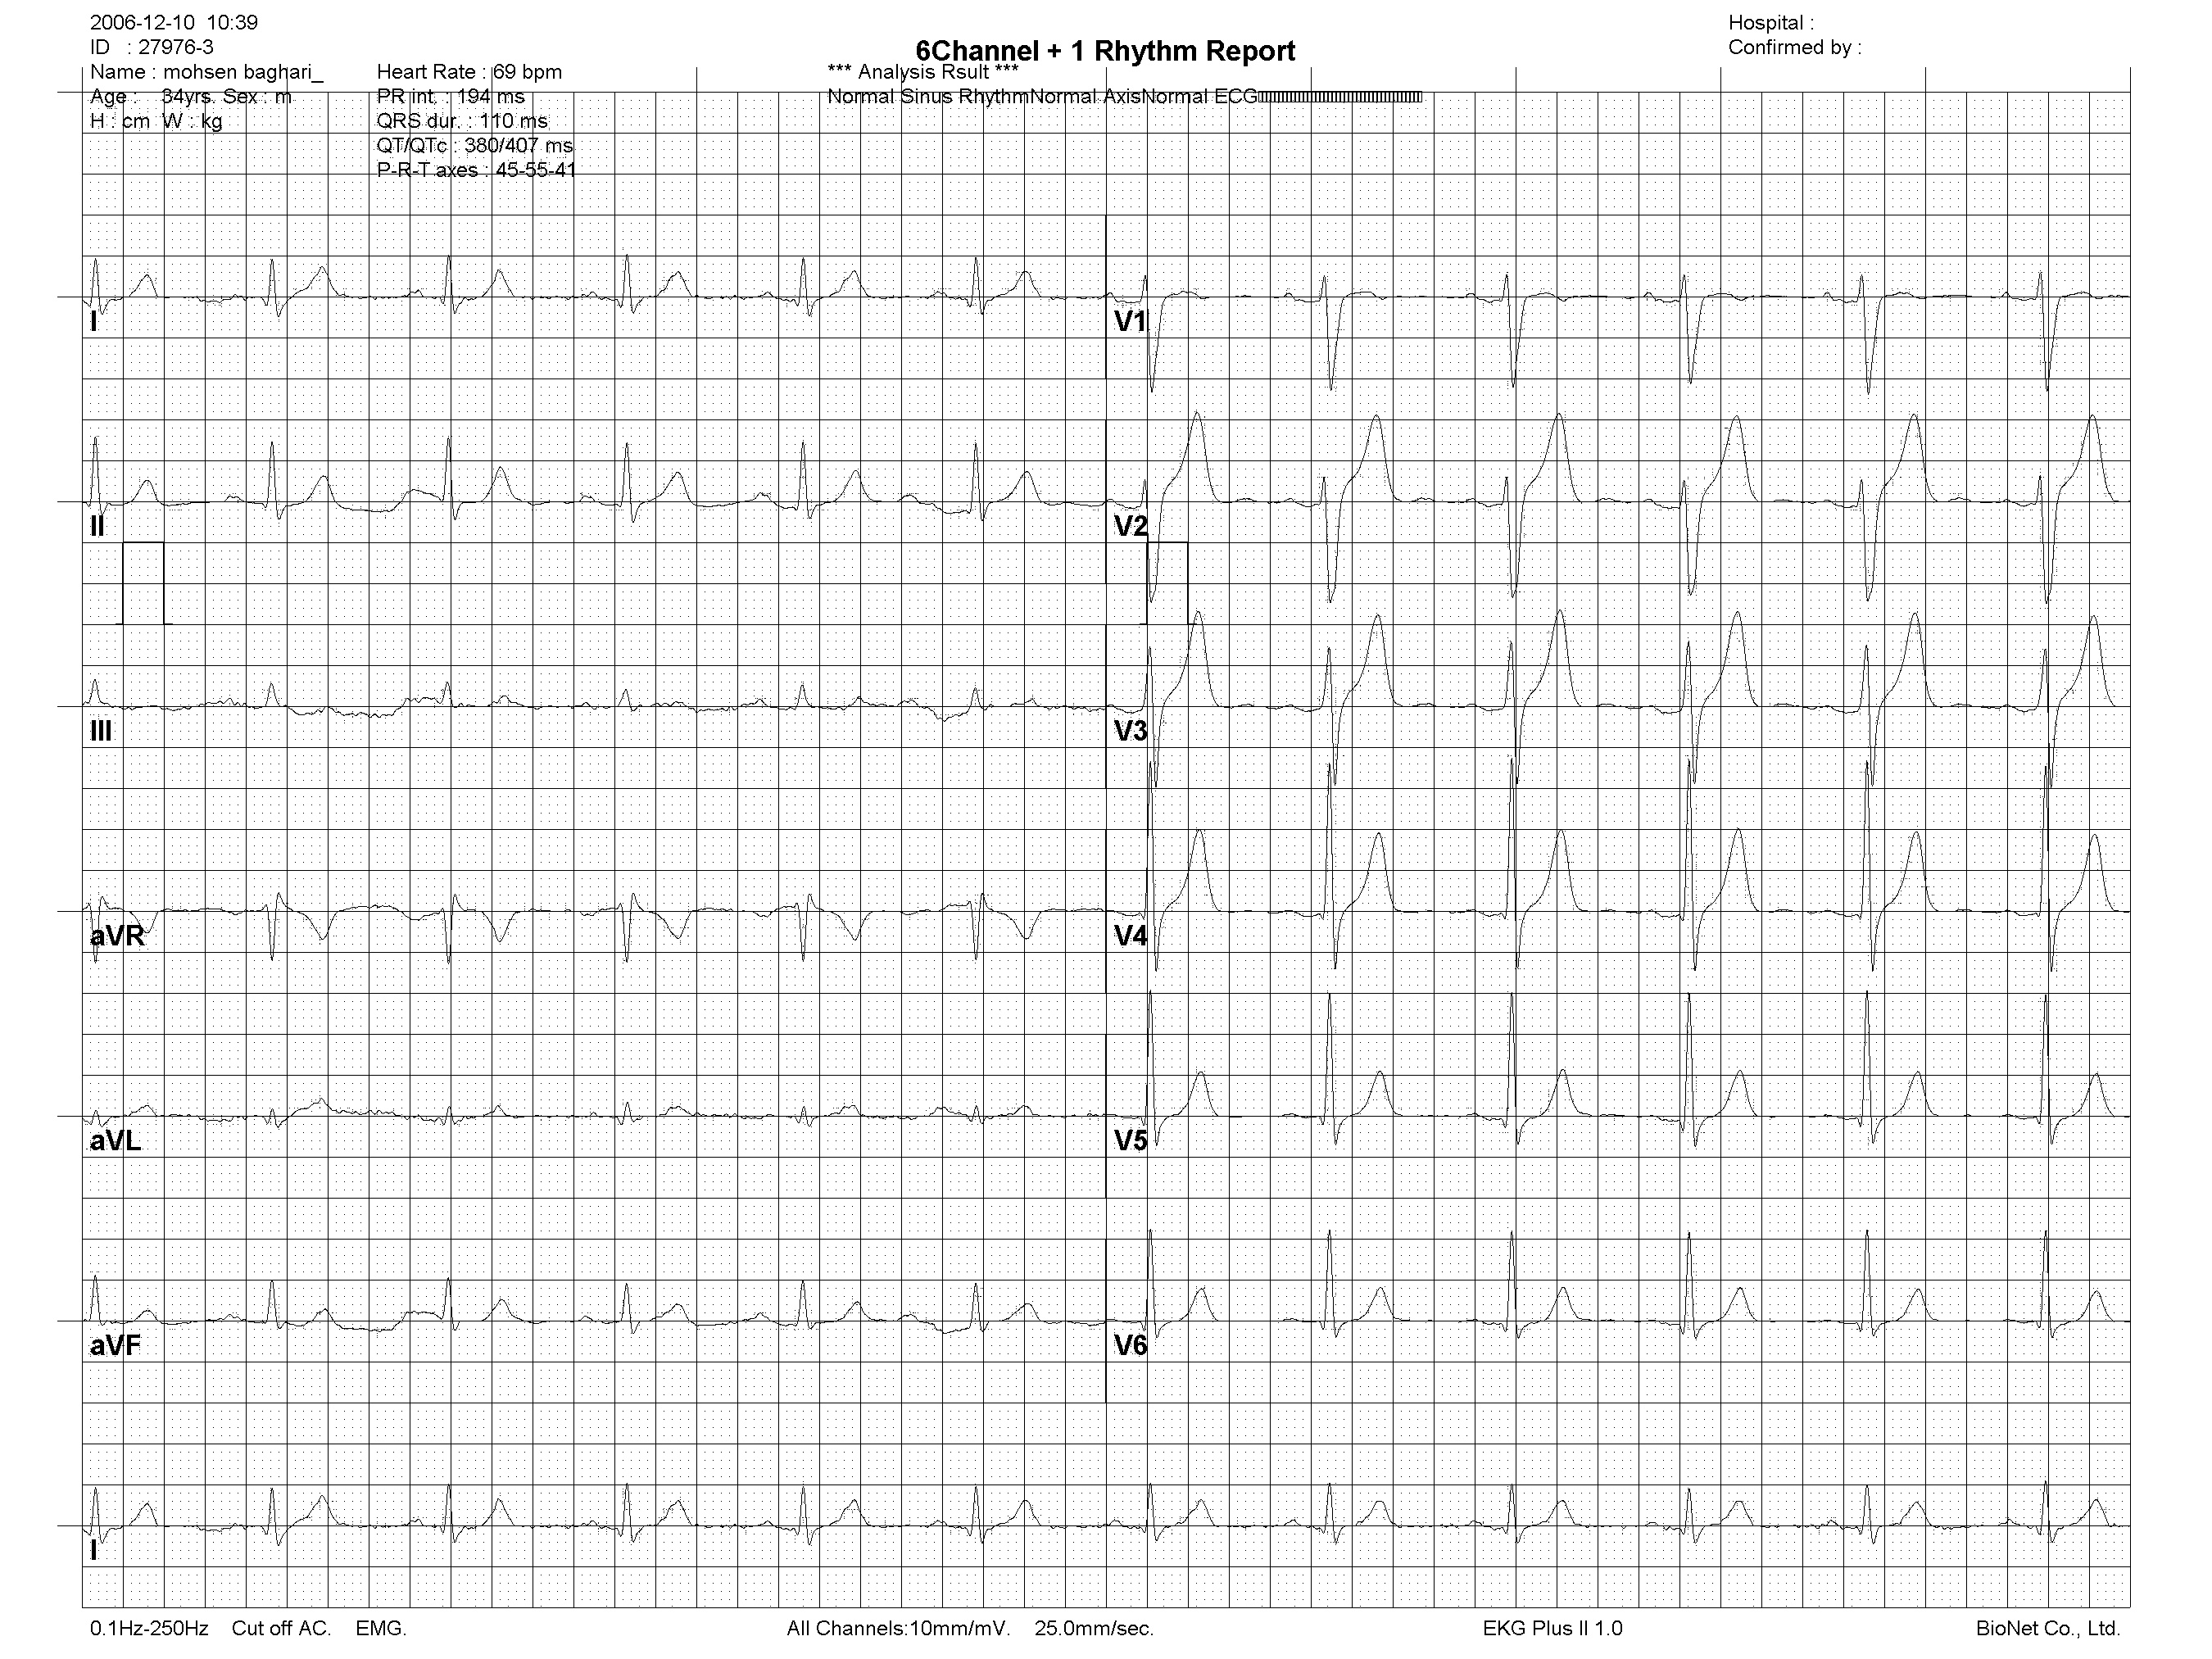 2006-12-10 10:39
ID : 27976-3
Name : mohsen baghari_
Age : 34yrs. Sex : m
H : cm W : kg
Heart Rate : 69 bpm
PR int. : 194 ms
QRS dur. : 110 ms
QT/QTc : 380/407 ms
P-R-T axes : 45-55-41
6Channel + 1 Rhythm Report
*** Analysis Rsult ***
Normal Sinus RhythmNormal AxisNormal ECG
Hospital :
Confirmed by :
I
II
III
aVR
aVL
aVF
I
V1
V2
V3
V4
V5
V6
0.1Hz-250Hz Cut off AC. EMG.
All Channels:10mm/mV. 25.0mm/sec.
EKG Plus II 1.0
BioNet Co., Ltd.